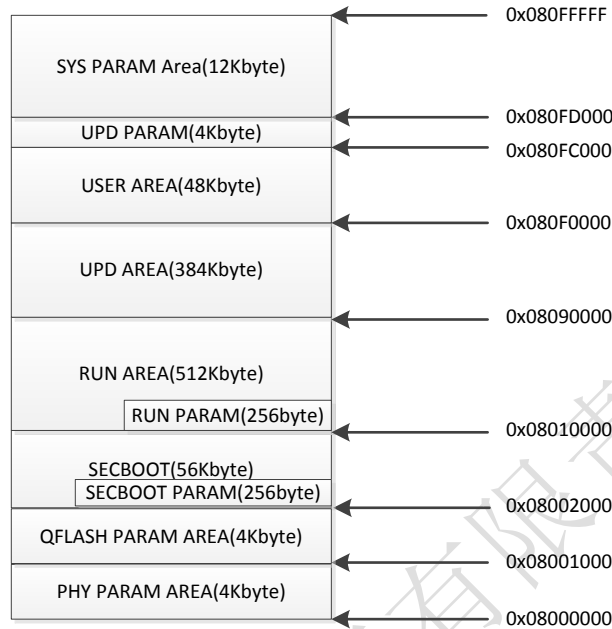 0x080FFFFF
SYS PARAM Area(12Kbyte)
0x080FD000
UPD PARAM(4Kbyte)
0x080FC000
USER AREA(48Kbyte)
0x080F0000
UPD AREA(384Kbyte)
0x08090000
RUN AREA(512Kbyte)
RUN PARAM(256byte)
0x08010000
SECBOOT(56Kbyte)
SECBOOT PARAM(256byte)
0x08002000
QFLASH PARAM AREA(4Kbyte)
0x08001000
PHY PARAM AREA(4Kbyte)
0x08000000
有限